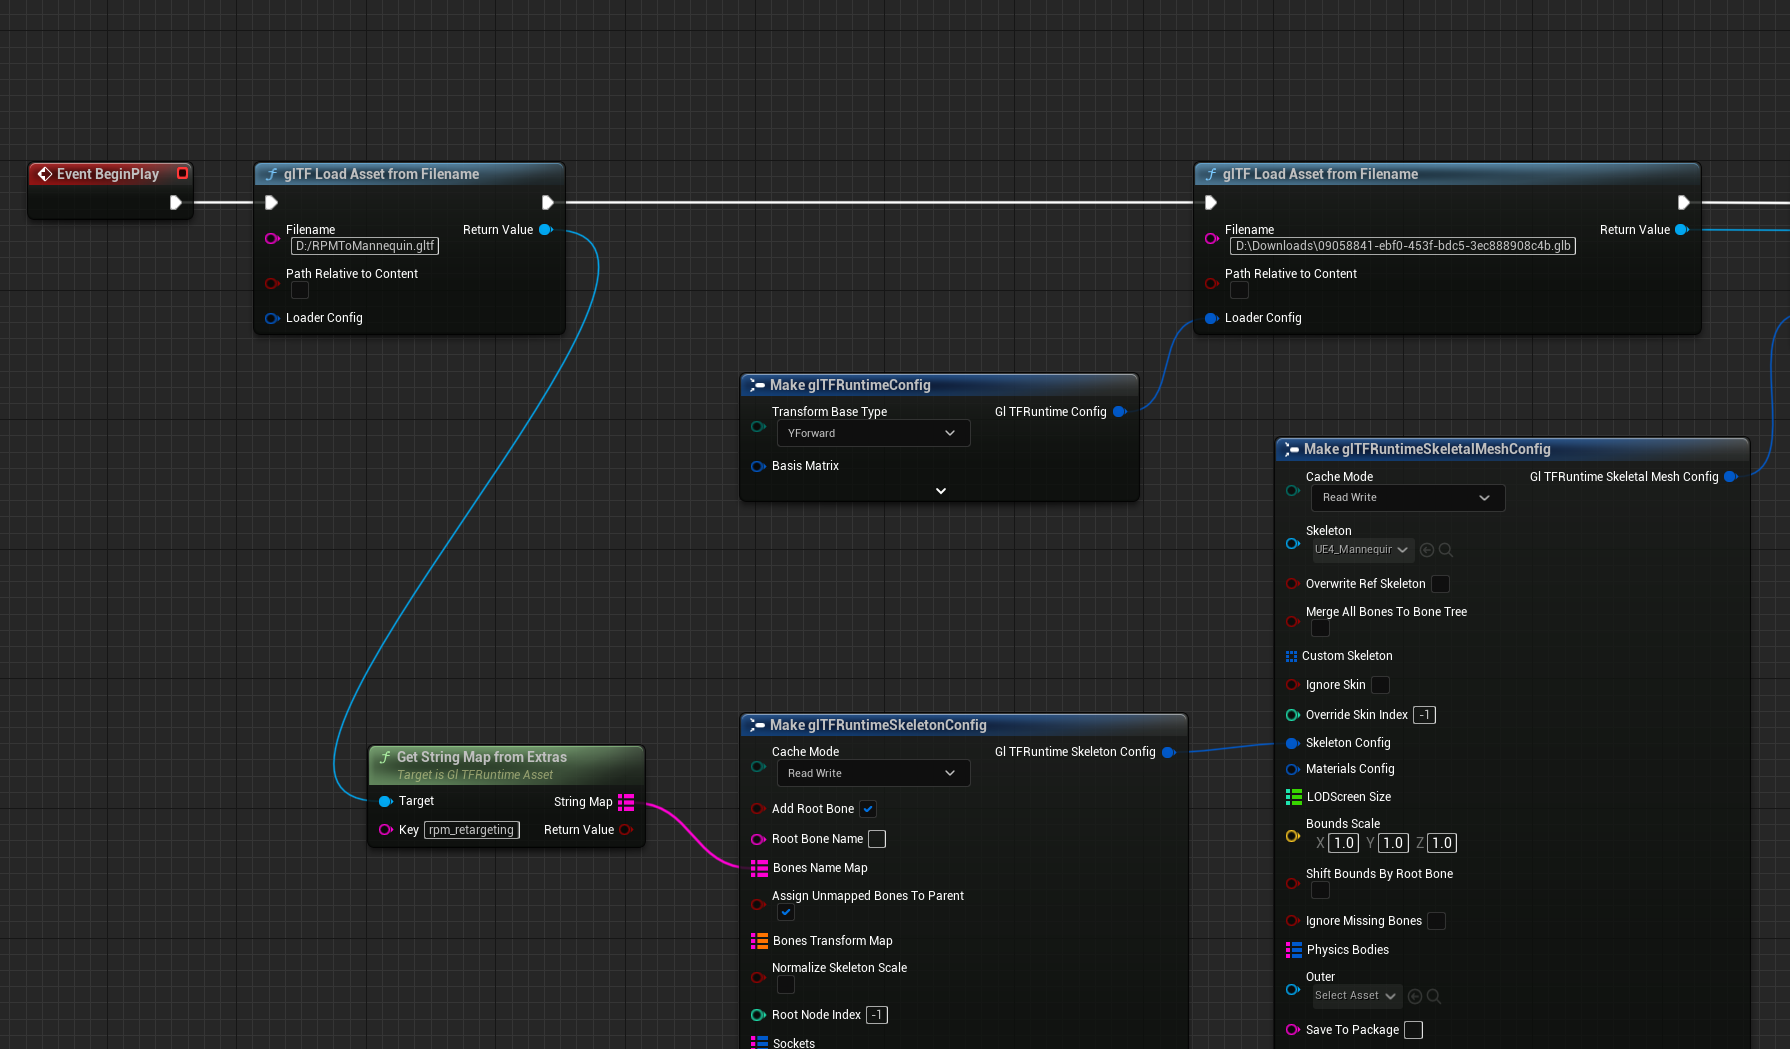 Event BeginPlay
glTF Load Asset from Filename
Filename
D:/RPMToMannequin.gltf
Return Value
Path Relative to Content
Loader Config
glTF Load Asset from Filename
Filename
D:\Downloads\09058841-ebf0-453f-bdc5-3ec888908c4b.glb
Return Value
Path Relative to Content
Loader Config
Make glTFRuntimeConfig
Transform Base Type
YForward
Gl TFRuntime Config
Basis Matrix
Make glTFRuntimeSkeletalMeshConfig
Cache Mode
Read Write
Gl TFRuntime Skeletal Mesh Config
Skeleton
UE4_Mannequir
Overwrite Ref Skeleton
Merge All Bones To Bone Tree
Custom Skeleton
Ignore Skin
Override Skin Index -1
Skeleton Config
Materials Config
LODScreen Size
Bounds Scale
X 1.0 Y 1.0 Z 1.0
Shift Bounds By Root Bone
Ignore Missing Bones
Physics Bodies
Outer
Select Asset
Save To Package
Get String Map from Extras
Target is Gl TFRuntime Asset
Target String Map
Key rpm_retargeting Return Value
Make glTFRuntimeSkeletonConfig
Cache Mode
Read Write
Gl TFRuntime Skeleton Config
Add Root Bone
Root Bone Name
Bones Name Map
Assign Unmapped Bones To Parent
Bones Transform Map
Normalize Skeleton Scale
Root Node Index -1
Sockets